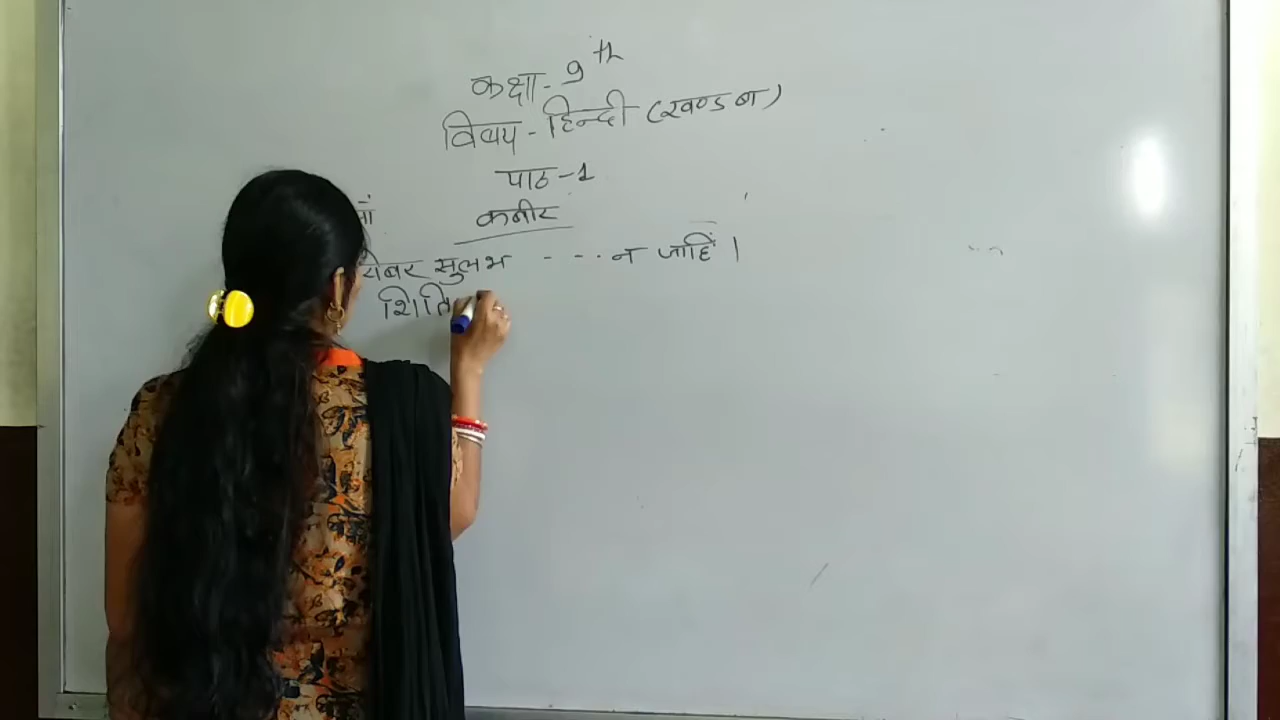 कक्षा- 9th
विषय- हिन्दी (खण्ड ब)
पाठ-1
कबीर
सुलभ - - . . न जाहिं ।
शिति